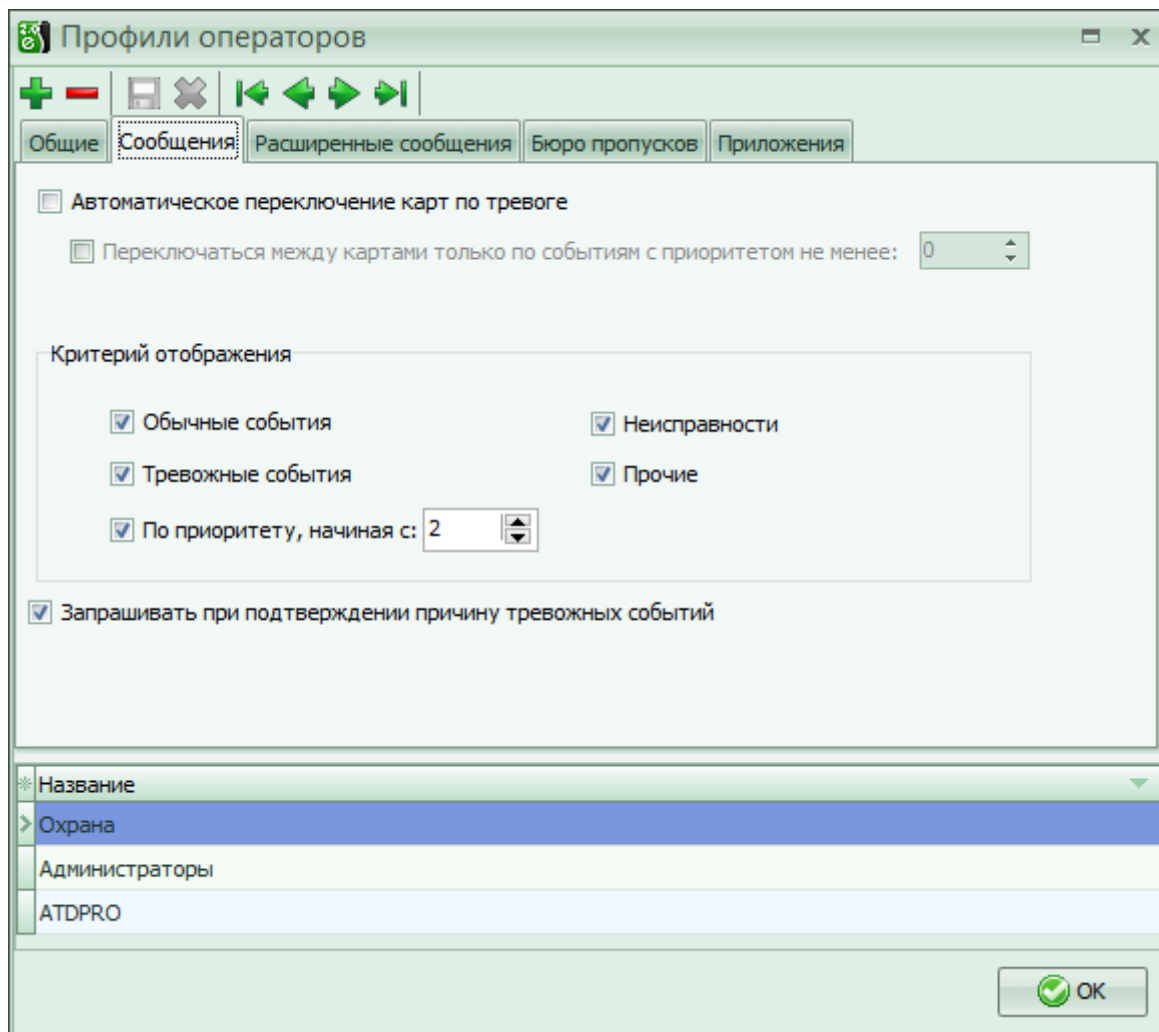 Профили операторов
Общие Сообщения Расширенные сообщения Бюро пропусков Приложения
Автоматическое переключение карт по тревоге
Переключаться между картами только по событиям с приоритетом не менее: 0
Критерий отображения
Обычные события Неисправности
Тревожные события Прочие
По приоритету, начиная с: 2
Запрашивать при подтверждении причину тревожных событий
Название
Охрана
Администраторы
ATDPRO
OK